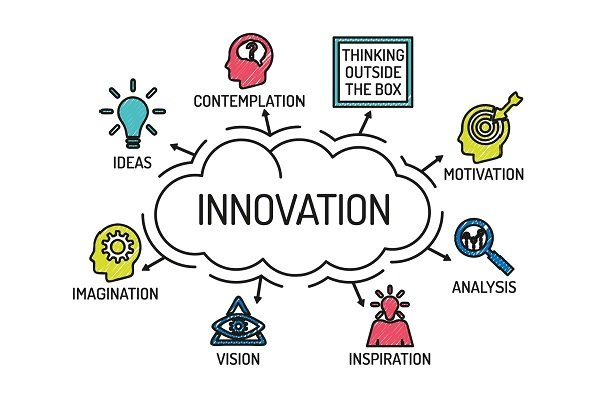 THINKING
OUTSIDE
THE BOX
CONTEMPLATION
IDEAS
MOTIVATION
INNOVATION
IMAGINATION
ANALYSIS
VISION
INSPIRATION